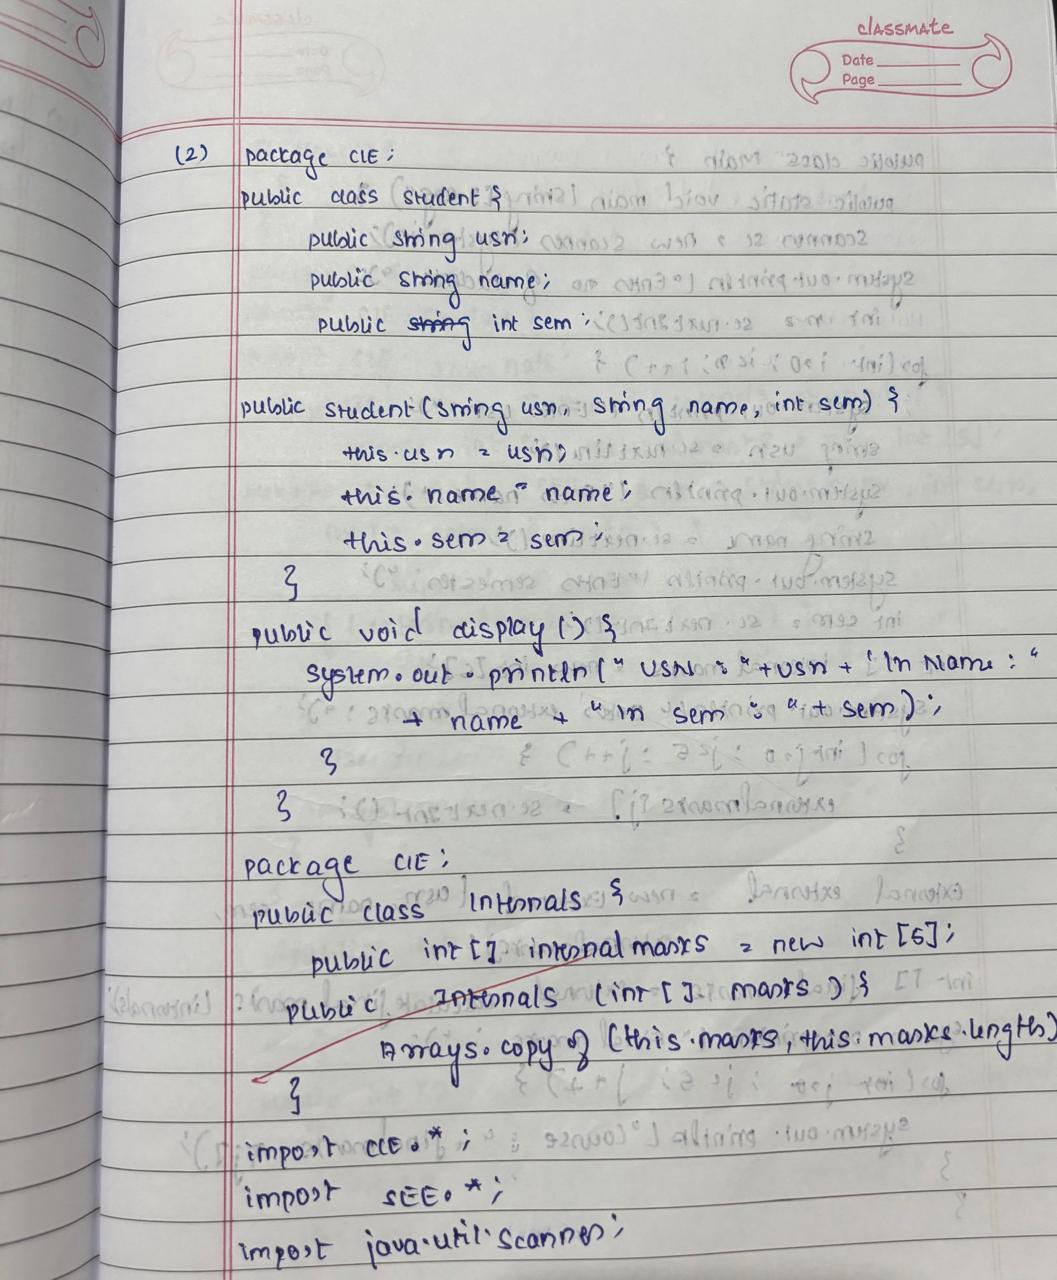 classmate
Date
Page
(2) package CIE;
public class student {
public string usn;
public string name;
public string int sem;
public student (string usn, string name, int sem) {
this.usn = usn;
this.name = name;
this.sem = sem;
}
public void display () {
system.out.println (" USN : " + usn + " \n Name : "
+ name + " \n sem : " + sem);
}
}
package CIE;
public class Internals {
public int [] internal marks = new int [5];
public Internals (int [] marks) {
Arrays.copy of (this.marks, this.marks.length)
}
import CIE.*;
import SEE.*;
import java.util.Scanner;